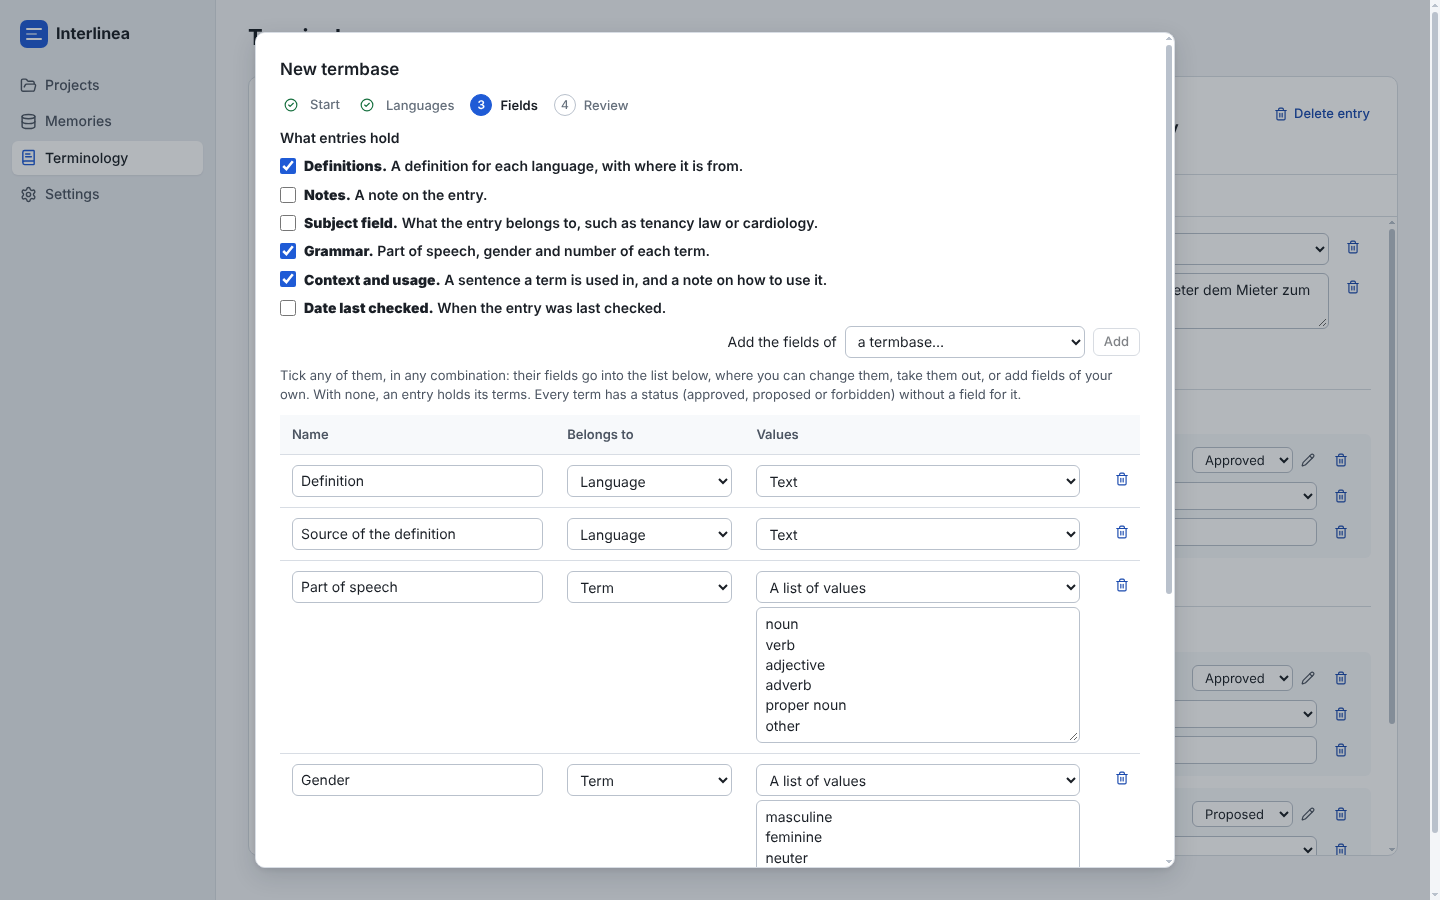 Interlinea
Projects
Memories
Terminology
Settings
New termbase
Start
Languages
3 Fields
4 Review
What entries hold
Definitions. A definition for each language, with where it is from.
Notes. A note on the entry.
Subject field. What the entry belongs to, such as tenancy law or cardiology.
Grammar. Part of speech, gender and number of each term.
Context and usage. A sentence a term is used in, and a note on how to use it.
Date last checked. When the entry was last checked.
Add the fields of a termbase... Add
Tick any of them, in any combination: their fields go into the list below, where you can change them, take them out, or add fields of your
own. With none, an entry holds its terms. Every term has a status (approved, proposed or forbidden) without a field for it.
Name Belongs to Values
Definition Language Text
Source of the definition Language Text
Part of speech Term A list of values
noun
verb
adjective
adverb
proper noun
other
Gender Term A list of values
masculine
feminine
neuter
Delete entry
dem Mieter zum
Approved
Approved
Proposed